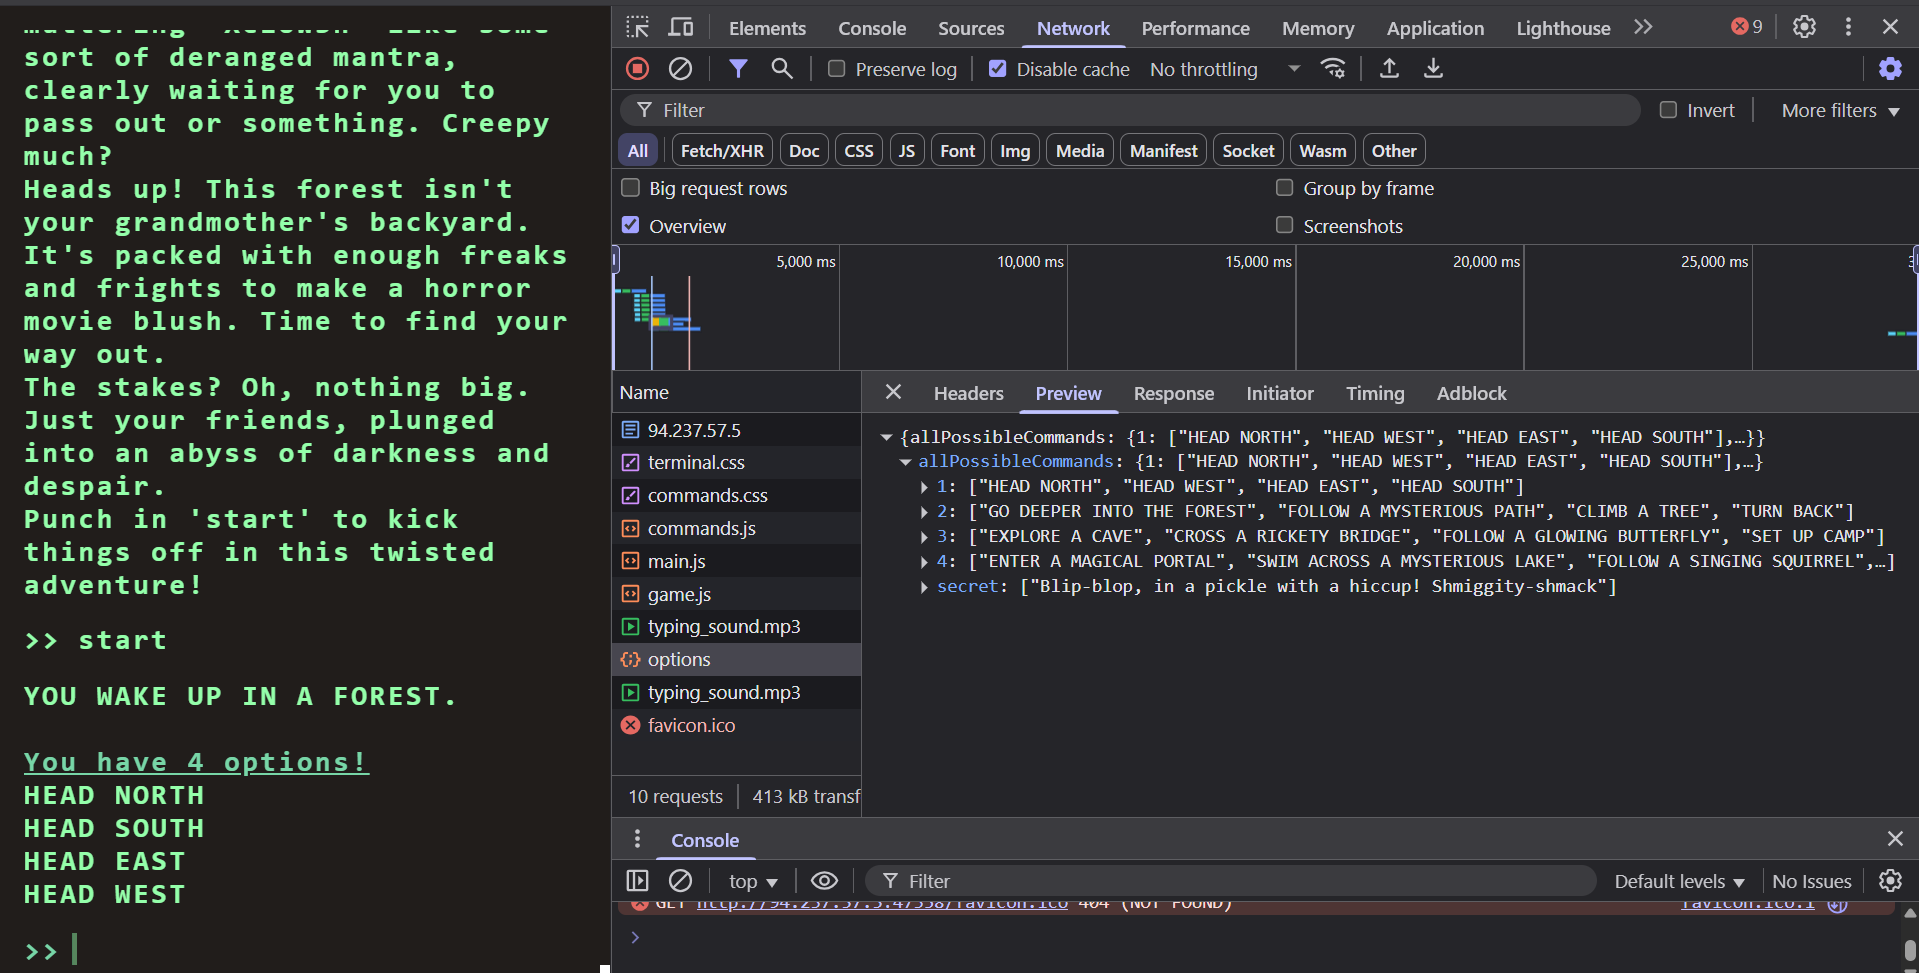 sort of deranged mantra,
clearly waiting for you to
pass out or something. Creepy
much?
Heads up! This forest isn't
your grandmother's backyard.
It's packed with enough freaks
and frights to make a horror
movie blush. Time to find your
way out.
The stakes? Oh, nothing big.
Just your friends, plunged
into an abyss of darkness and
despair.
Punch in 'start' to kick
things off in this twisted
adventure!
>> start
YOU WAKE UP IN A FOREST.
You have 4 options!
HEAD NORTH
HEAD SOUTH
HEAD EAST
HEAD WEST
>>
Elements Console Sources Network Performance Memory Application Lighthouse 9
Preserve log Disable cache No throttling
Filter Invert More filters
All Fetch/XHR Doc CSS JS Font Img Media Manifest Socket Wasm Other
Big request rows Group by frame
Overview Screenshots
5,000 ms 10,000 ms 15,000 ms 20,000 ms 25,000 ms
Name
94.237.57.5
terminal.css
commands.css
commands.js
main.js
game.js
typing_sound.mp3
options
typing_sound.mp3
favicon.ico
10 requests 413 kB transf
Headers Preview Response Initiator Timing Adblock
{allPossibleCommands: {1: ["HEAD NORTH", "HEAD WEST", "HEAD EAST", "HEAD SOUTH"],…}}
allPossibleCommands: {1: ["HEAD NORTH", "HEAD WEST", "HEAD EAST", "HEAD SOUTH"],…}
1: ["HEAD NORTH", "HEAD WEST", "HEAD EAST", "HEAD SOUTH"]
2: ["GO DEEPER INTO THE FOREST", "FOLLOW A MYSTERIOUS PATH", "CLIMB A TREE", "TURN BACK"]
3: ["EXPLORE A CAVE", "CROSS A RICKETY BRIDGE", "FOLLOW A GLOWING BUTTERFLY", "SET UP CAMP"]
4: ["ENTER A MAGICAL PORTAL", "SWIM ACROSS A MYSTERIOUS LAKE", "FOLLOW A SINGING SQUIRREL",…]
secret: ["Blip-blop, in a pickle with a hiccup! Shmiggity-shmack"]
Console
top Filter Default levels No Issues
GET 404 (NOT FOUND)